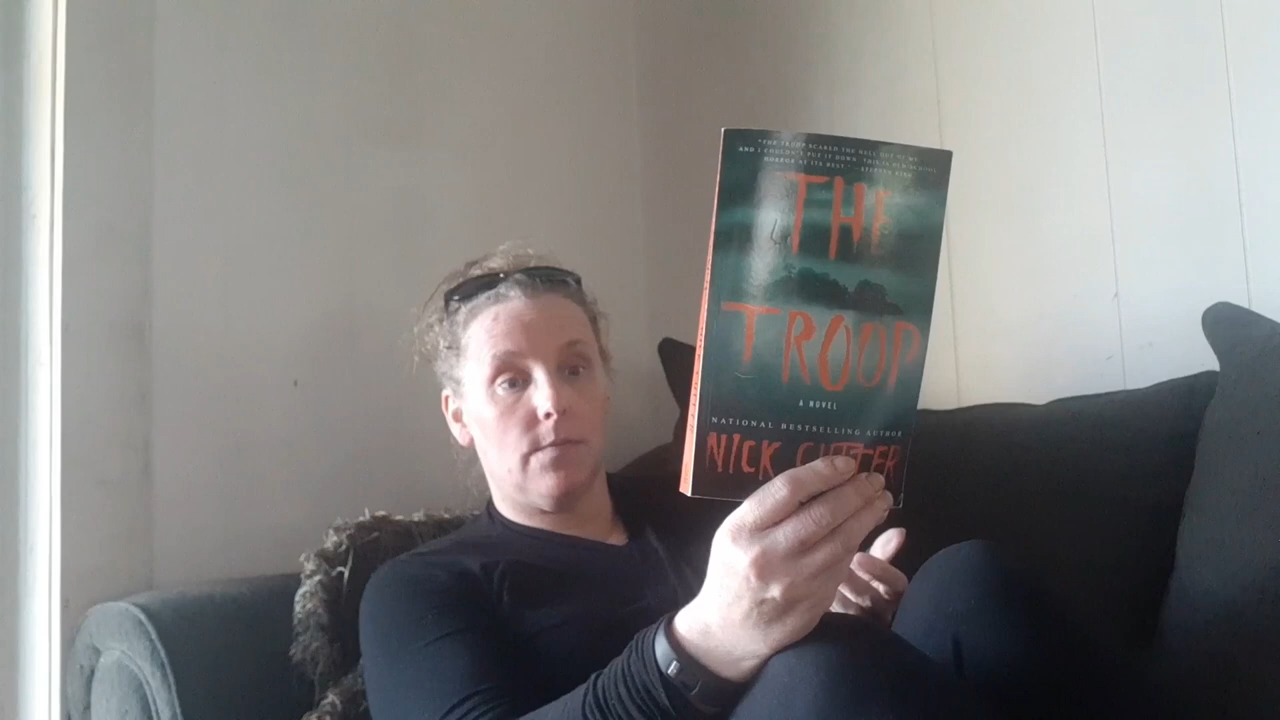 "THE TROOP SCARED THE HELL OUT OF ME,
AND I COULDN'T PUT IT DOWN. THIS IS OLD-SCHOOL
HORROR AT ITS BEST." —STEPHEN KING
THE
TROOP
A NOVEL
NATIONAL BESTSELLING AUTHOR
NICK CUTTER